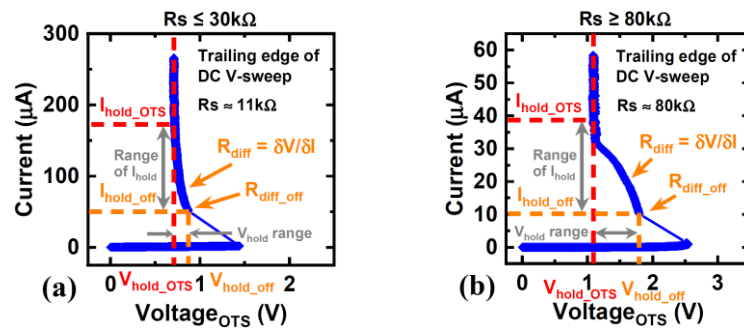 Rs ≤ 30kΩ
300
200
100
0
Current (µA)
Trailing edge of
DC V-sweep
Rs ≈ 11kΩ
I_hold_OTS
Range
of I_hold
R_diff = δV/δI
R_diff_off
I_hold_off
V_hold range
0
1
2
V_hold_OTS
V_hold_off
(a)
Voltage_OTS (V)
Rs ≥ 80kΩ
60
50
40
30
20
10
0
Current (µA)
Trailing edge of
DC V-sweep
Rs ≈ 80kΩ
I_hold_OTS
Range
of I_hold
R_diff = δV/δI
R_diff_off
I_hold_off
V_hold range
0
1
2
3
V_hold_OTS
V_hold_off
(b)
Voltage_OTS (V)